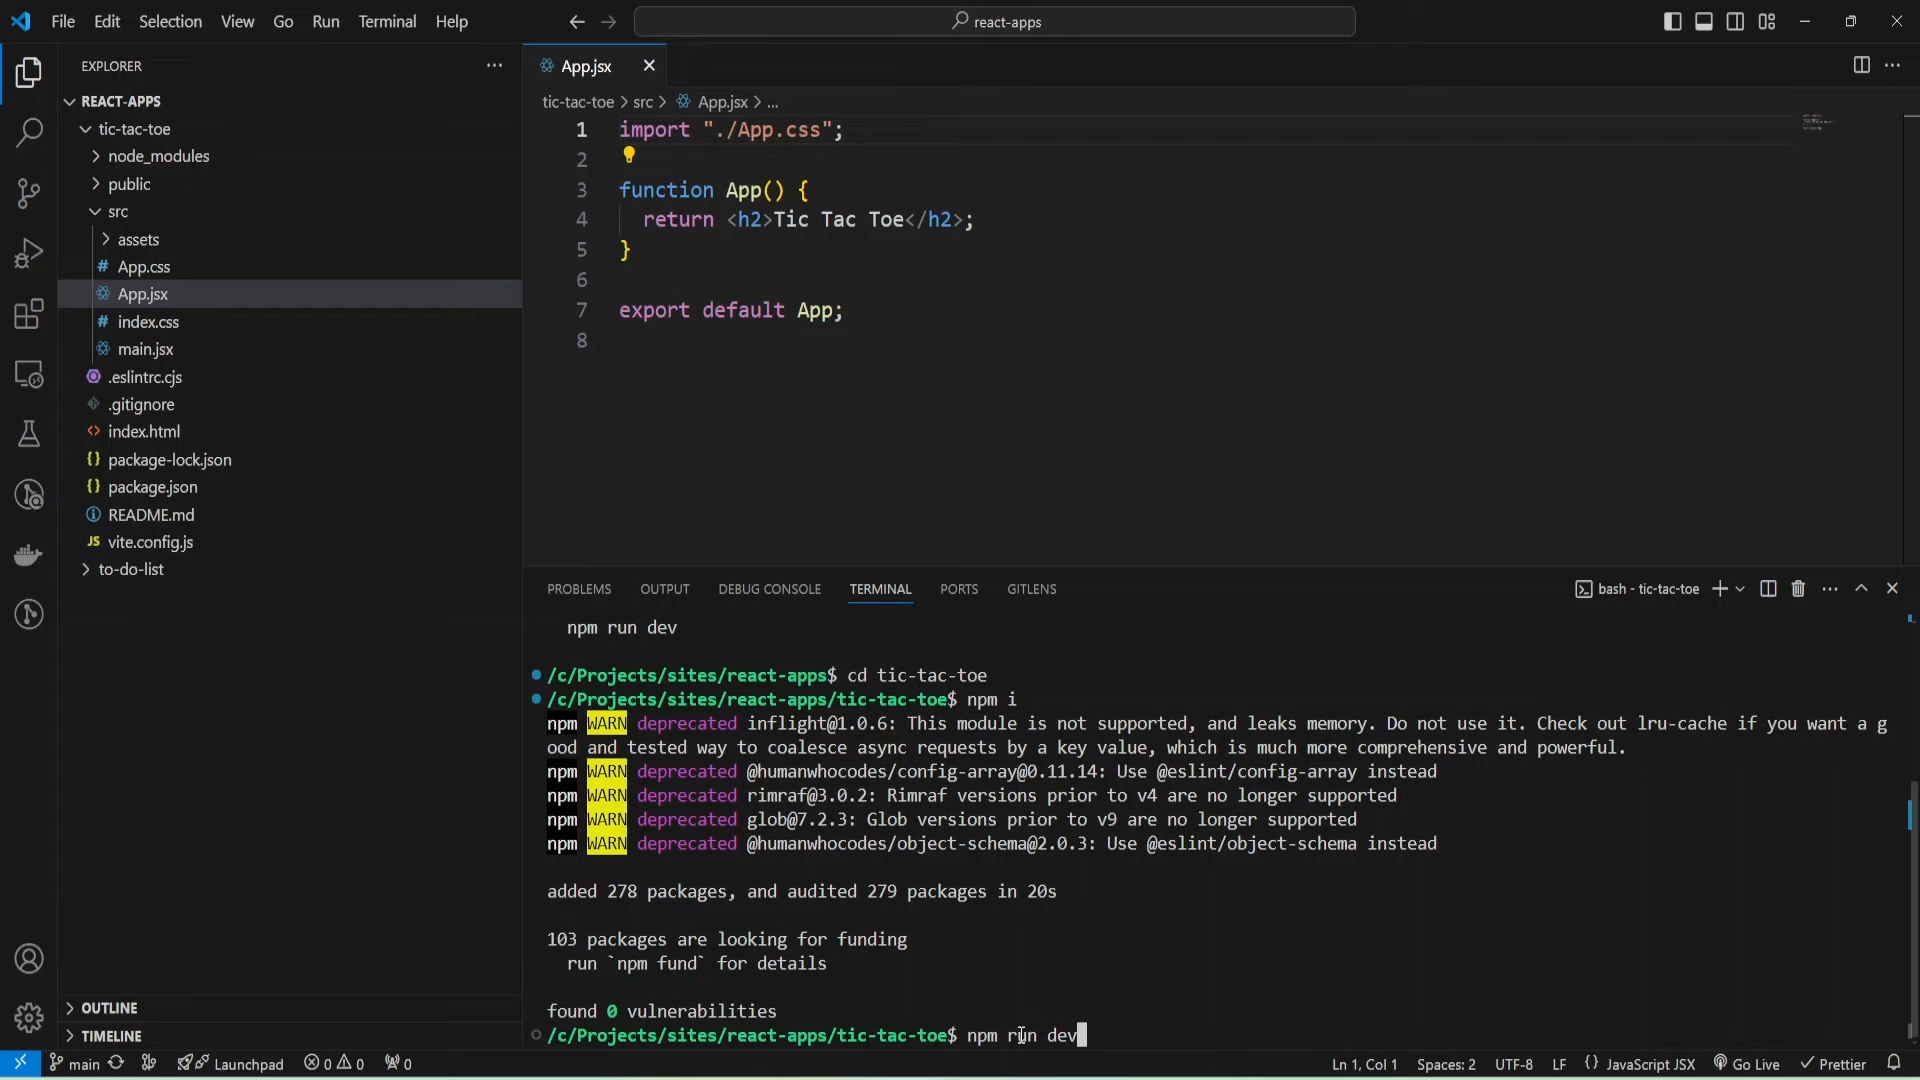 File Edit Selection View Go Run Terminal Help
react-apps
EXPLORER
REACT-APPS
tic-tac-toe
node_modules
public
src
assets
# App.css
App.jsx
# index.css
main.jsx
.eslintrc.cjs
.gitignore
<> index.html
{} package-lock.json
{} package.json
README.md
JS vite.config.js
to-do-list
OUTLINE
TIMELINE
App.jsx
tic-tac-toe > src > App.jsx > ...
1 import "./App.css";
2
3 function App() {
4 return <h2>Tic Tac Toe</h2>;
5 }
6
7 export default App;
8
PROBLEMS OUTPUT DEBUG CONSOLE TERMINAL PORTS GITLENS
bash - tic-tac-toe
npm run dev
/c/Projects/sites/react-apps$ cd tic-tac-toe
/c/Projects/sites/react-apps/tic-tac-toe$ npm i
npm WARN deprecated inflight@1.0.6: This module is not supported, and leaks memory. Do not use it. Check out lru-cache if you want a g
ood and tested way to coalesce async requests by a key value, which is much more comprehensive and powerful.
npm WARN deprecated @humanwhocodes/config-array@0.11.14: Use @eslint/config-array instead
npm WARN deprecated rimraf@3.0.2: Rimraf versions prior to v4 are no longer supported
npm WARN deprecated glob@7.2.3: Glob versions prior to v9 are no longer supported
npm WARN deprecated @humanwhocodes/object-schema@2.0.3: Use @eslint/object-schema instead
added 278 packages, and audited 279 packages in 20s
103 packages are looking for funding
run `npm fund` for details
found 0 vulnerabilities
/c/Projects/sites/react-apps/tic-tac-toe$ npm run dev
main Launchpad 0 0 0 Ln 1, Col 1 Spaces: 2 UTF-8 LF {} JavaScript JSX Go Live Prettier